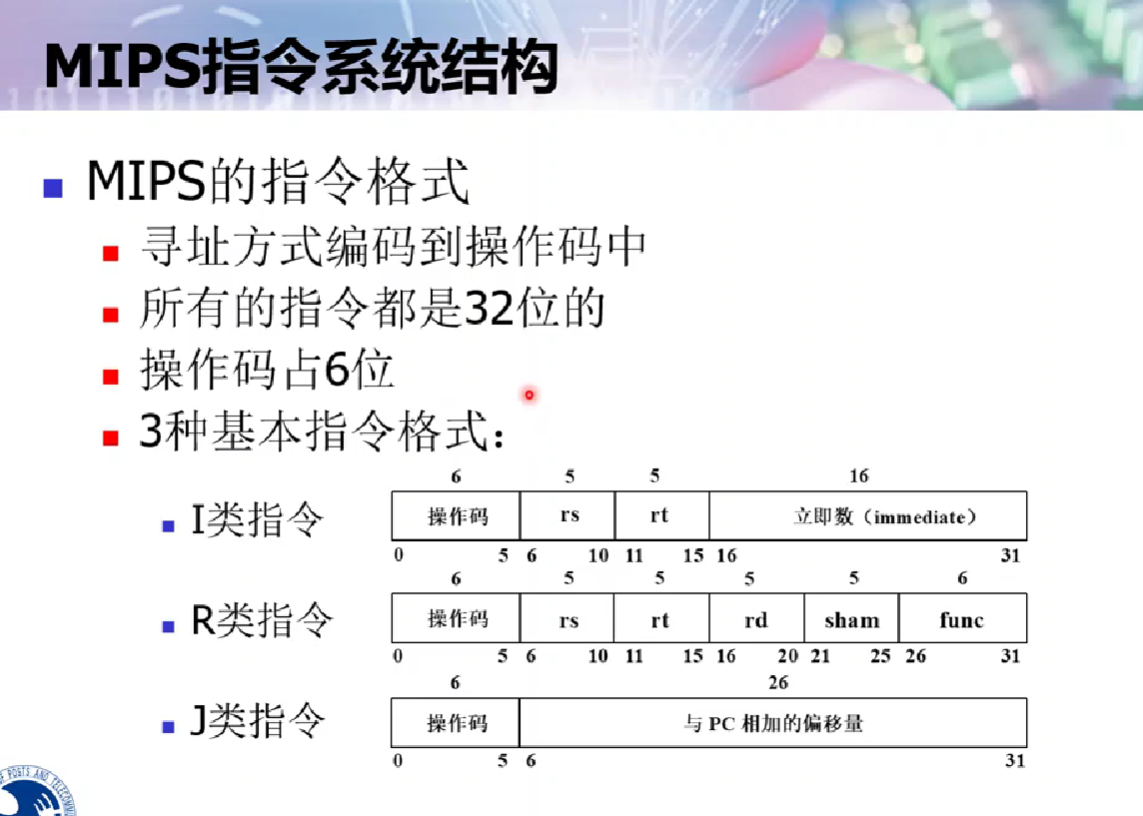 MIPS指令系统结构
MIPS的指令格式
寻址方式编码到操作码中
所有的指令都是32位的
操作码占6位
3种基本指令格式：
6 5 5 16
I类指令 操作码 rs rt 立即数（immediate）
0 5 6 10 11 15 16 31
6 5 5 5 5 6
R类指令 操作码 rs rt rd sham func
0 5 6 10 11 15 16 20 21 25 26 31
6 26
J类指令 操作码 与 PC 相加的偏移量
0 5 6 31
OF POSTS AND TELECOMMUN